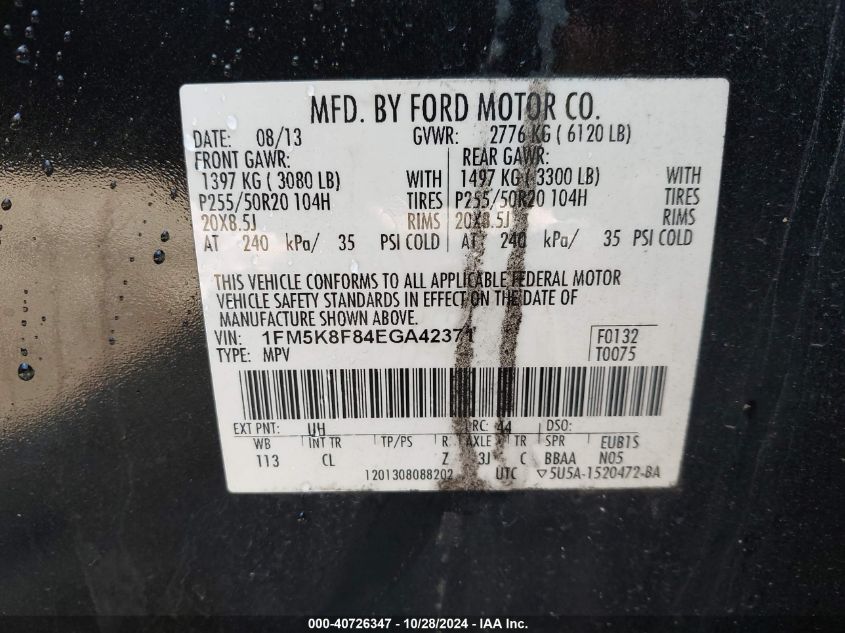 MFD. BY FORD MOTOR CO.
DATE: 08/13 GVWR: 2776 KG ( 6120 LB)
FRONT GAWR: REAR GAWR:
1397 KG ( 3080 LB) WITH 1497 KG ( 3300 LB) WITH
P255/50R20 104H TIRES P255/50R20 104H TIRES
20X8.5J RIMS 20X8.5J RIMS
AT 240 kPa/ 35 PSI COLD AT 240 kPa/ 35 PSI COLD
THIS VEHICLE CONFORMS TO ALL APPLICABLE FEDERAL MOTOR
VEHICLE SAFETY STANDARDS IN EFFECT ON THE DATE OF
MANUFACTURE SHOWN ABOVE.
VIN: 1FM5K8F84EGA42371 F0132
TYPE: MPV T0075
EXT PNT: UH RC: 44 DSO:
WB INT TR TP/PS R AXLE TR SPR EUB1S
113 CL Z 3J C BBAA N05
1201308088202 UTC ▽5U5A-1520472-BA
000-40726347 - 10/28/2024 - IAA Inc.